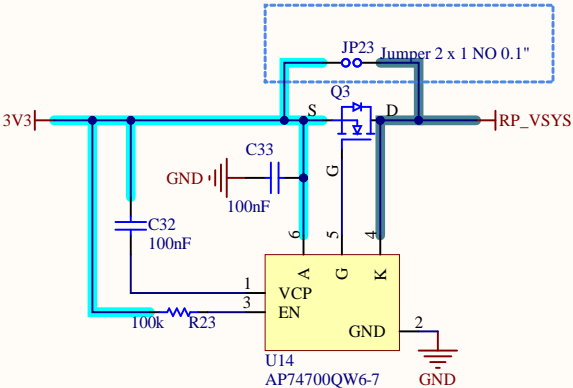 JP23
Jumper 2 x 1 NO 0.1"
Q3
S
D
3V3
RP_VSYS
C33
GND
100nF
G
C32
100nF
6
5
4
A
G
K
1
VCP
3
EN
100k
R23
GND
2
U14
AP74700QW6-7
GND